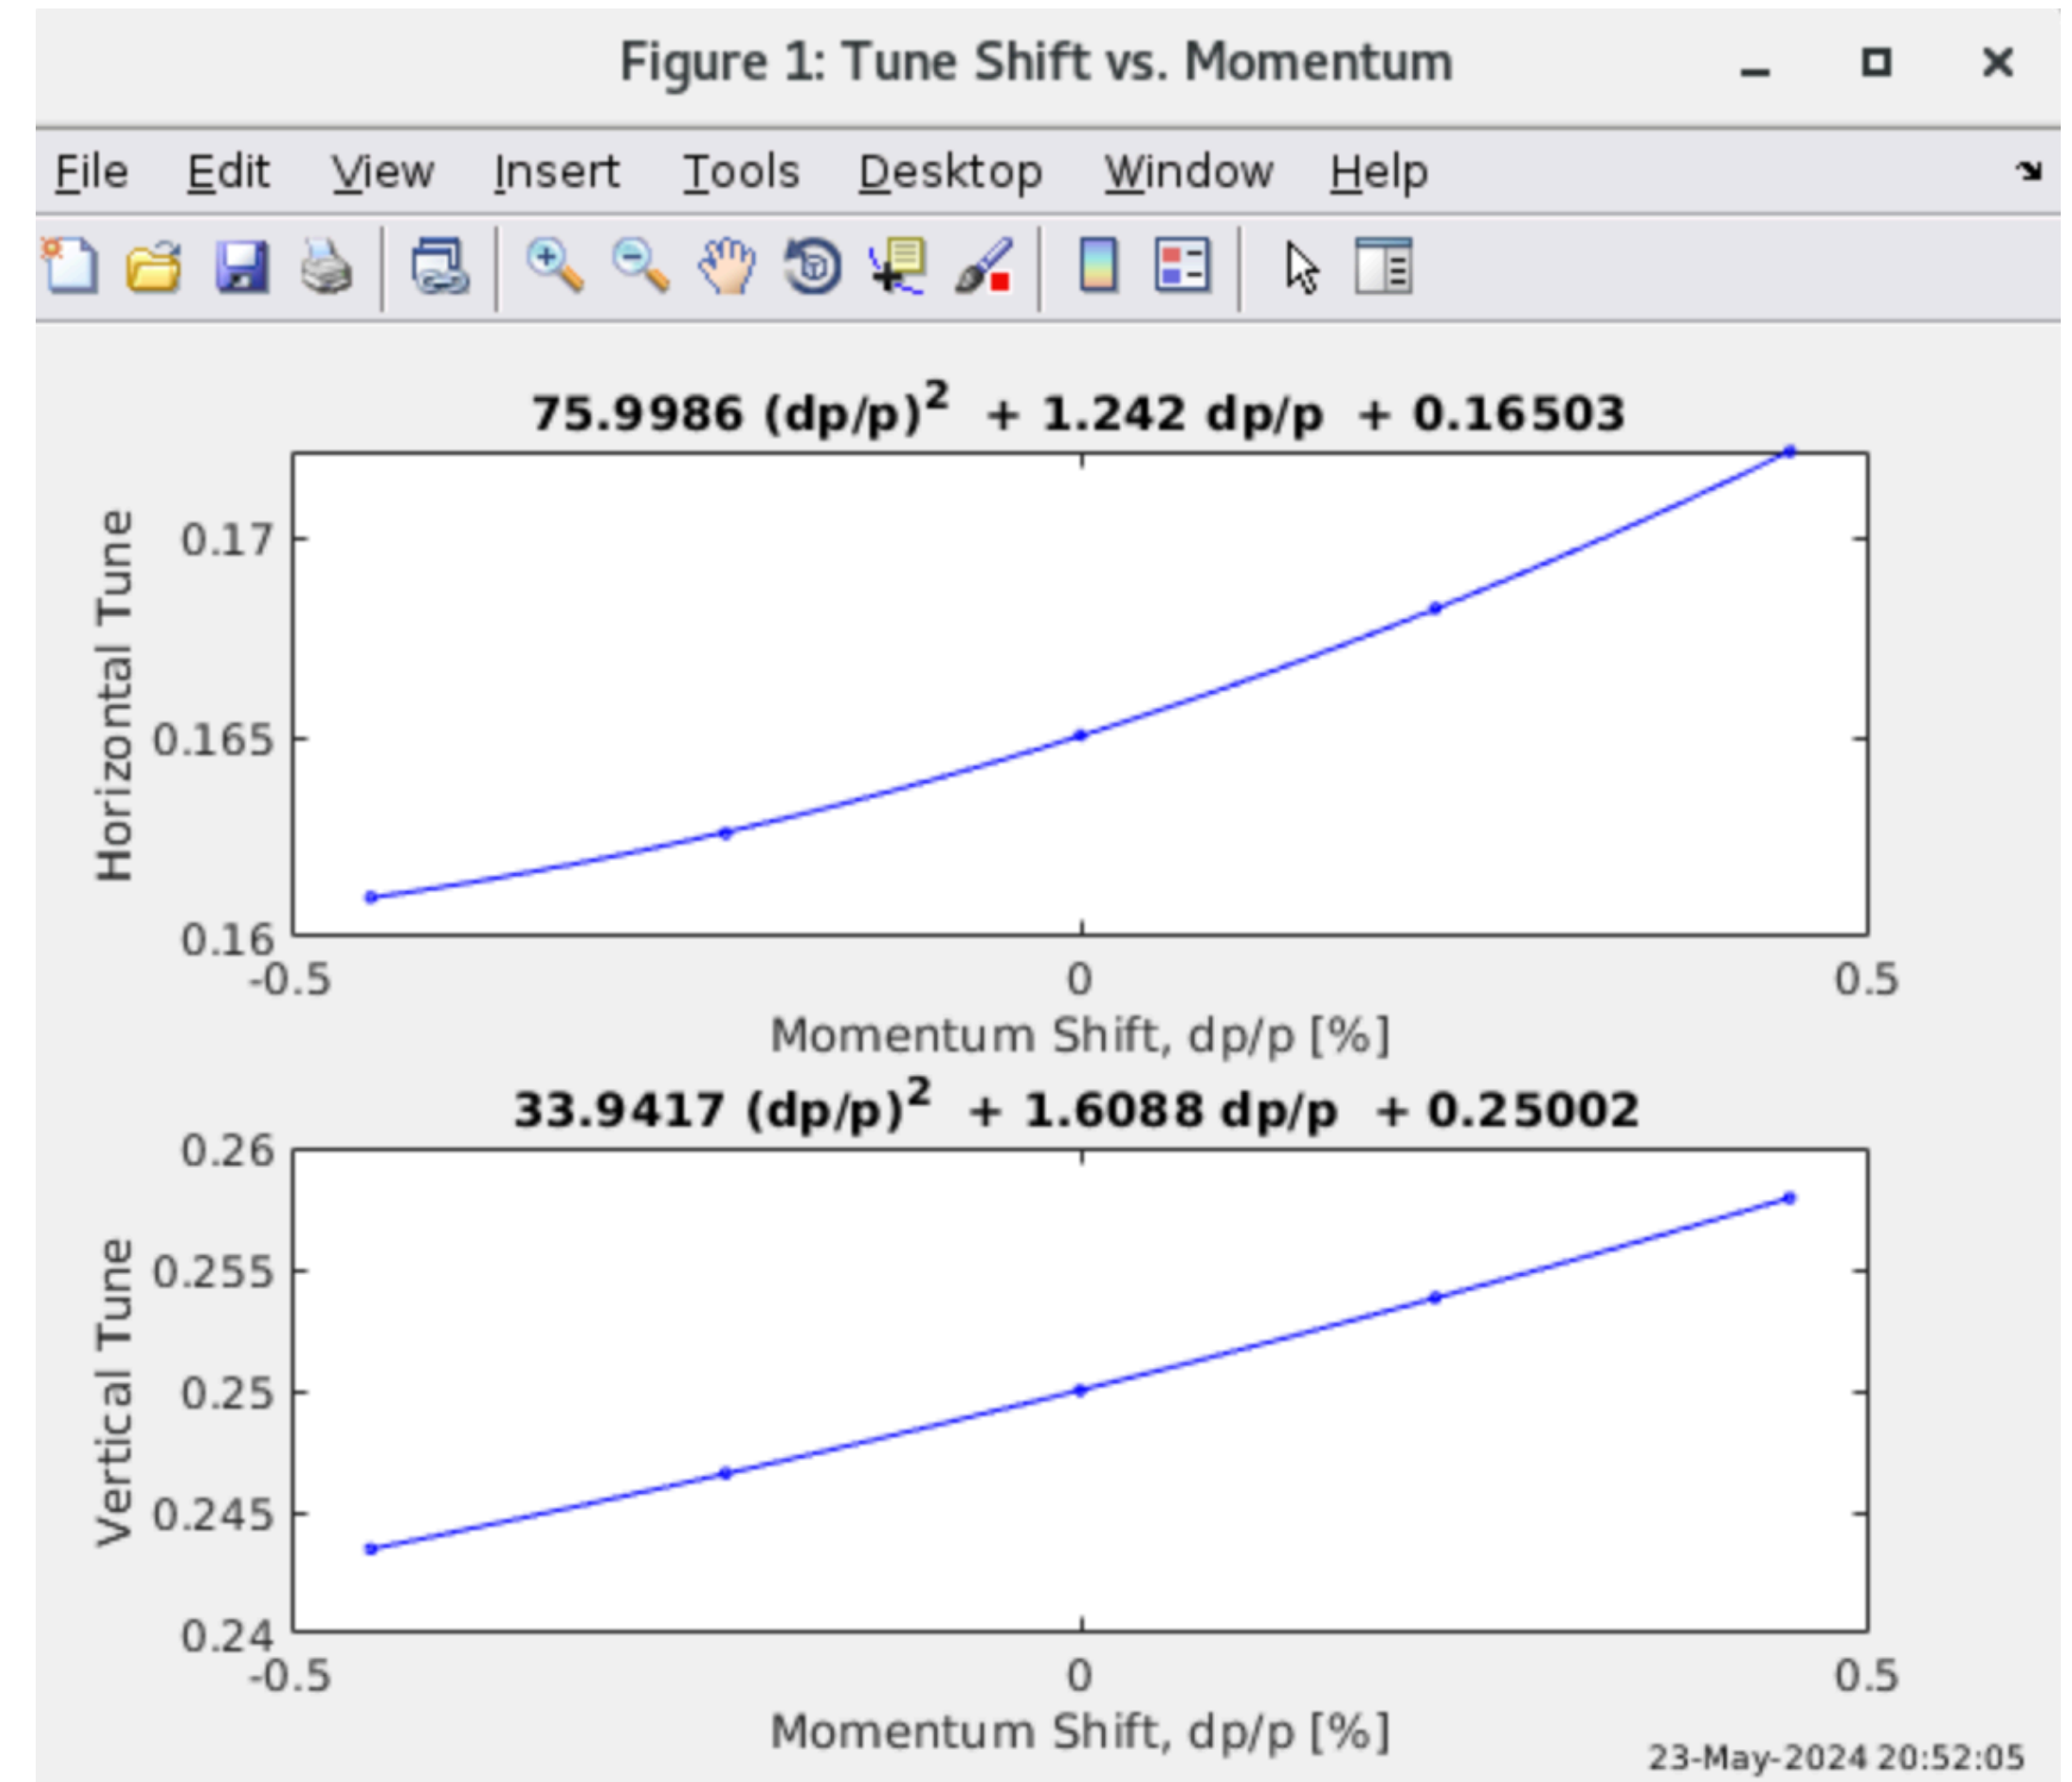 Figure 1: Tune Shift vs. Momentum
File Edit View Insert Tools Desktop Window Help
75.9986 (dp/p)² + 1.242 dp/p + 0.16503
Horizontal Tune
0.17
0.165
0.16
-0.5 0 0.5
Momentum Shift, dp/p [%]
33.9417 (dp/p)² + 1.6088 dp/p + 0.25002
Vertical Tune
0.26
0.255
0.25
0.245
0.24
-0.5 0 0.5
Momentum Shift, dp/p [%]
23-May-2024 20:52:05